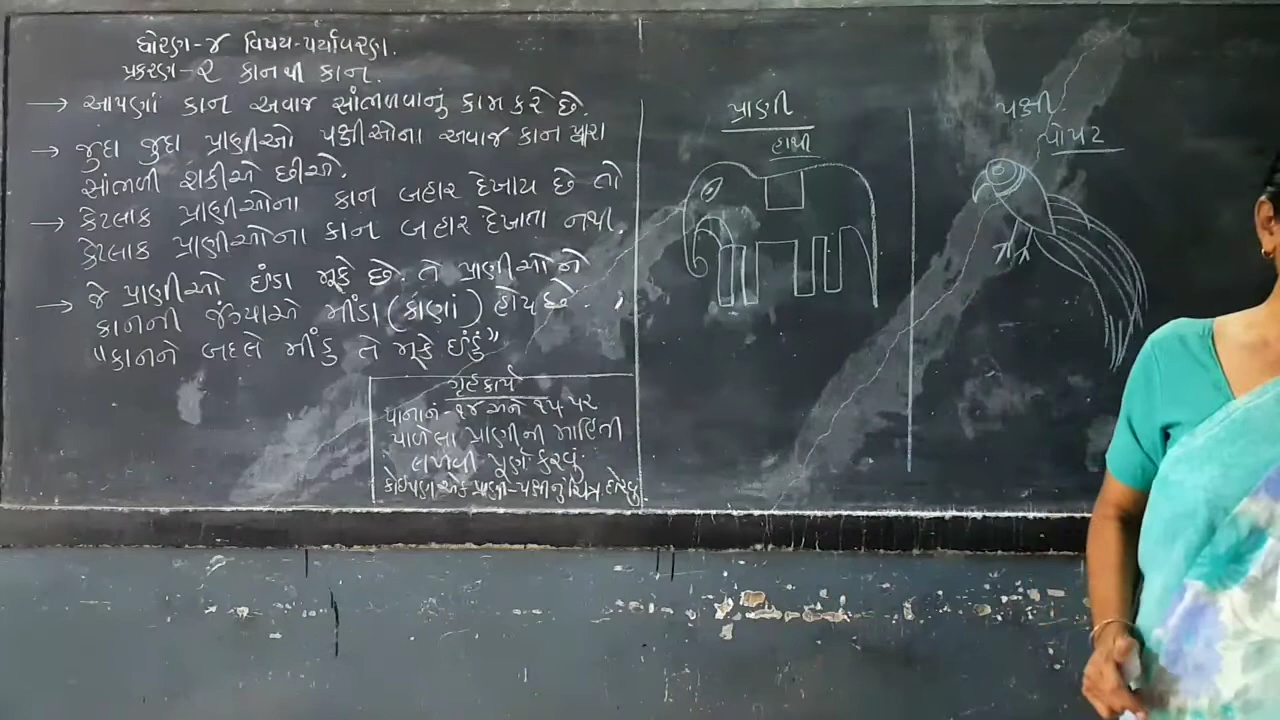 ધોરણ-૪ વિષય-પર્યાવરણ.
પ્રકરણ-૨ કાનથી કાન.
→ આપણાં કાન અવાજ સાંભળવાનું કામ કરે છે.
→ જુદા જુદા પ્રાણીઓ પક્ષીઓના અવાજ કાન દ્વારા
સાંભળી શકીએ છીએ.
→ કેટલાક પ્રાણીઓના કાન બહાર દેખાય છે તો
કેટલાક પ્રાણીઓના કાન બહાર દેખાતા નથી.
→ જે પ્રાણીઓ ઇંડા મૂકે છે. તે પ્રાણીઓને
કાનની જગ્યાએ મીંડા (કાણાં) હોય છે.
"કાનને બદલે મીંડું તે મૂકે ઇંડું"
ગૃહકાર્ય
પાનાનં-૧૪ અને ૧૫ પર
પાળેલા પ્રાણીની માહિતી
લખવી પૂર્ણ કરવું.
કોઇપણ એક પ્રાણી-પક્ષીનું ચિત્ર દોરવું.
પ્રાણી
હાથી
પક્ષી
પોપટ